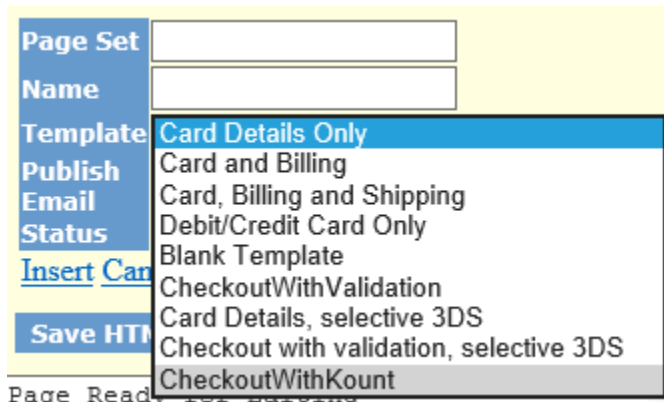 Page Set
Name
Template Card Details Only
Publish Card and Billing
Email Card, Billing and Shipping
Status Debit/Credit Card Only
Blank Template
Insert CheckoutWithValidation
Card Details, selective 3DS
Save Checkout with validation, selective 3DS
CheckoutWithKount
Page